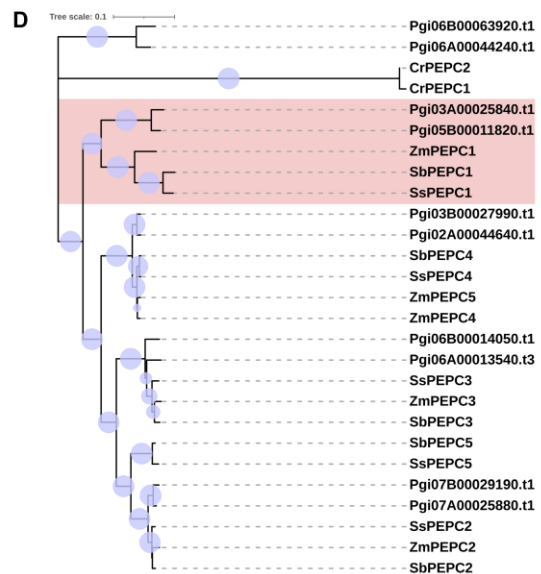 D
Tree scale: 0.1
Pgi06B00063920.t1
Pgi06A00044240.t1
CrPEPC2
CrPEPC1
Pgi03A00025840.t1
Pgi05B00011820.t1
ZmPEPC1
SbPEPC1
SsPEPC1
Pgi03B00027990.t1
Pgi02A00044640.t1
SbPEPC4
SsPEPC4
ZmPEPC5
ZmPEPC4
Pgi06B00014050.t1
Pgi06A00013540.t3
SsPEPC3
ZmPEPC3
SbPEPC3
SbPEPC5
SsPEPC5
Pgi07B00029190.t1
Pgi07A00025880.t1
SsPEPC2
ZmPEPC2
SbPEPC2